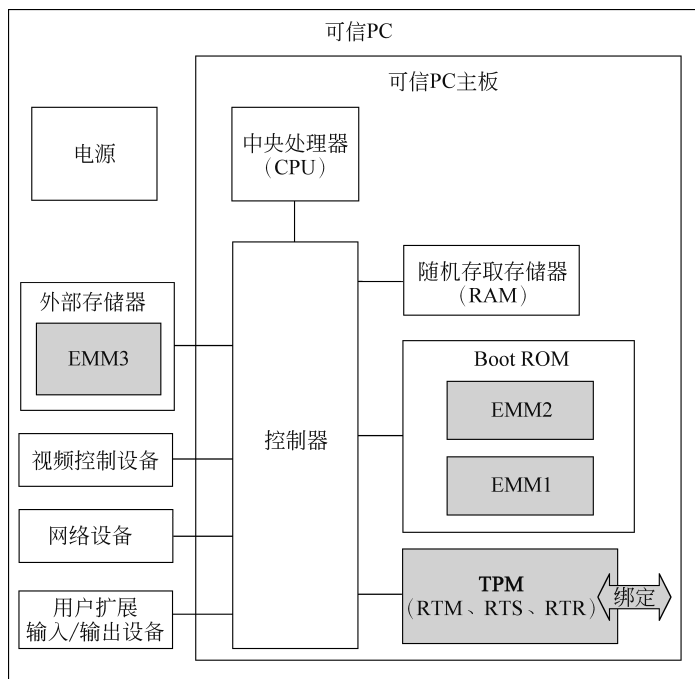 可信PC
可信PC主板
电源
中央处理器
（CPU）
随机存取存储器
（RAM）
外部存储器
EMM3
Boot ROM
EMM2
EMM1
控制器
视频控制设备
网络设备
用户扩展
输入/输出设备
TPM
（RTM、RTS、RTR）
绑定